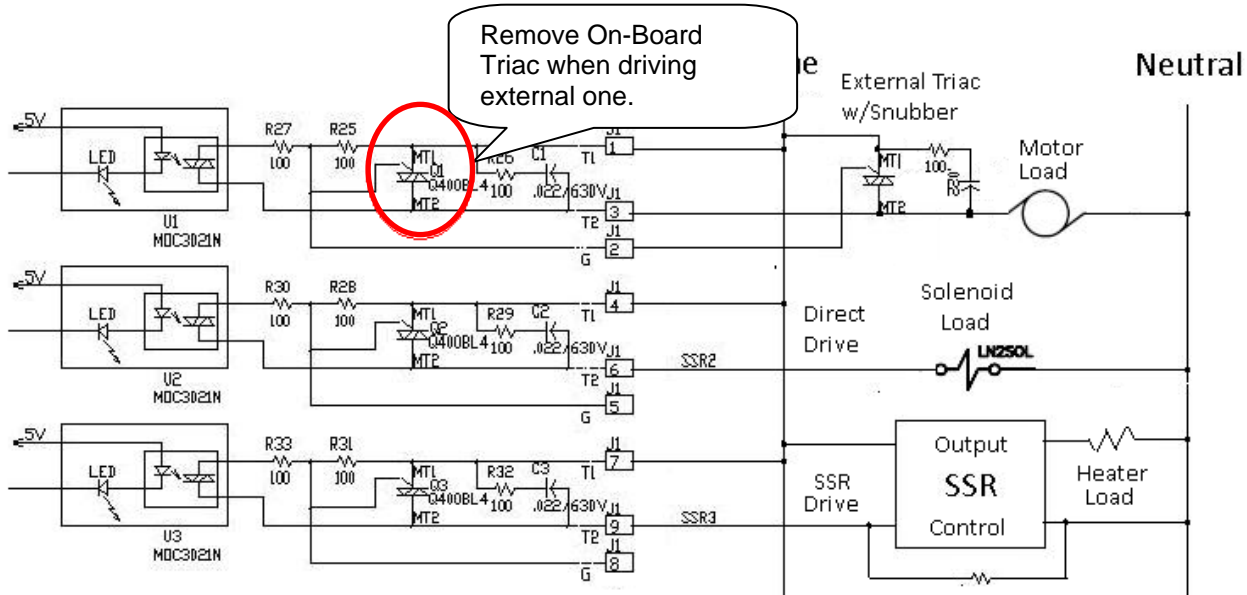 Remove On-Board
Triac when driving
external one.
Neutral
External Triac
w/Snubber
5V
LED
U1
MOC3021N
R27
100
R25
100
MT1
Q1
Q400BL4
MT2
100
C1
.022/630V
T1
J1
1
J1
3
T2
J1
2
G
MT1
MT2
100
Motor
Load
5V
LED
U2
MOC3021N
R30
100
R28
100
MT1
Q2
Q400BL4
MT2
R29
100
C2
.022/630V
T1
J1
4
J1
6
T2
J1
5
G
SSR2
Direct
Drive
Solenoid
Load
LN2SOL
5V
LED
U3
MOC3021N
R33
100
R31
100
MT1
Q3
Q400BL4
MT2
R32
100
C3
.022/630V
T1
J1
7
J1
9
T2
J1
8
G
SSR3
SSR
Drive
Output
SSR
Control
Heater
Load